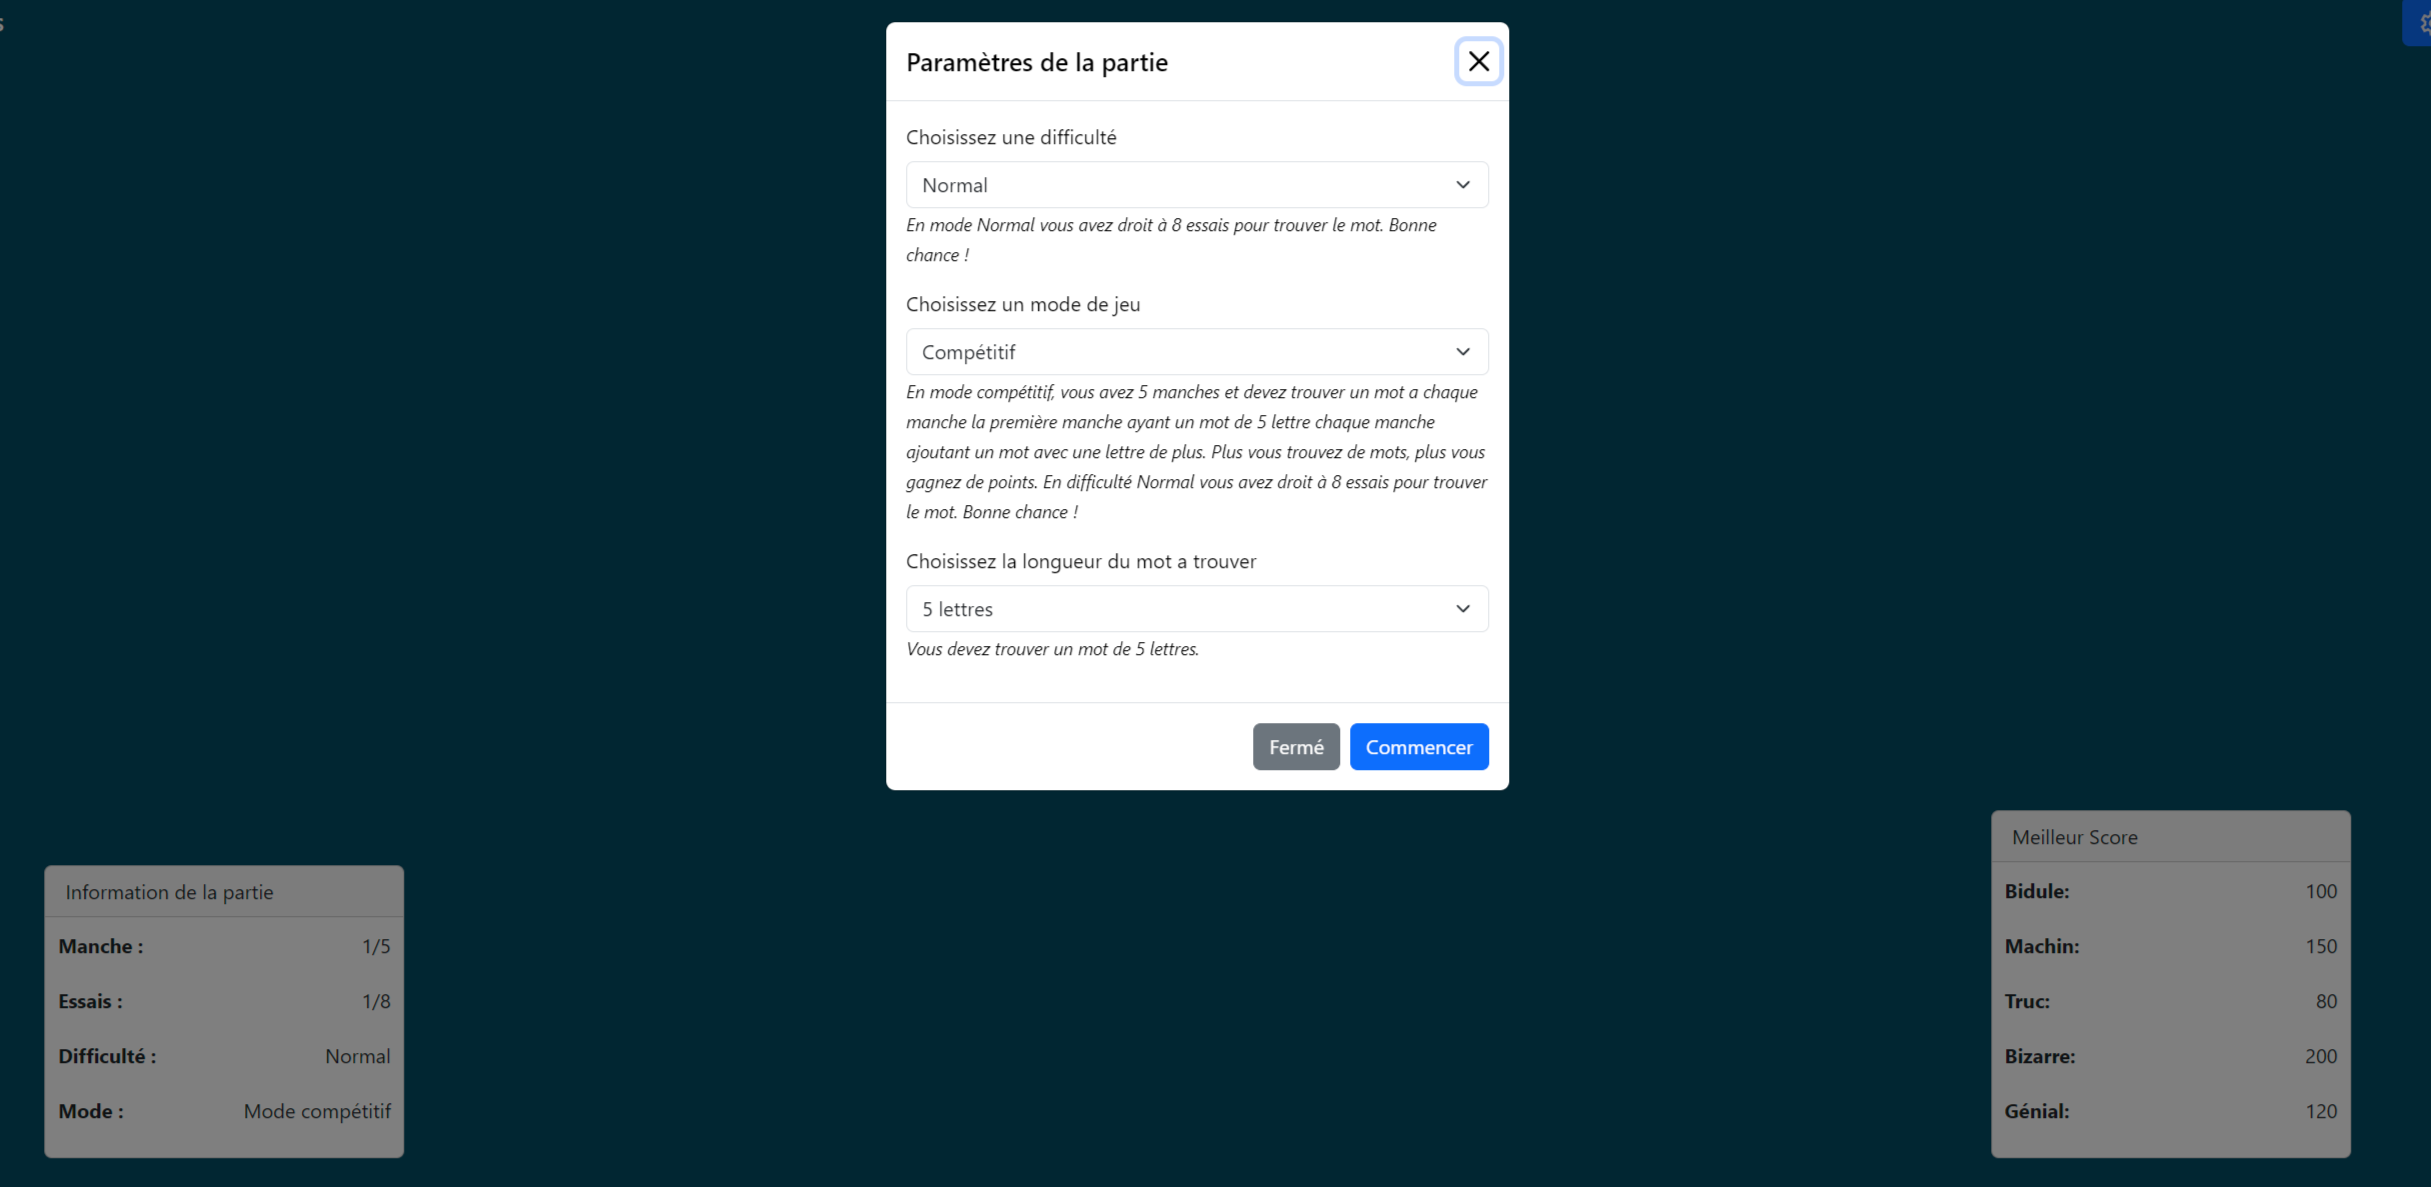 Paramètres de la partie
Choisissez une difficulté
Normal
En mode Normal vous avez droit à 8 essais pour trouver le mot. Bonne
chance !
Choisissez un mode de jeu
Compétitif
En mode compétitif, vous avez 5 manches et devez trouver un mot a chaque
manche la première manche ayant un mot de 5 lettre chaque manche
ajoutant un mot avec une lettre de plus. Plus vous trouvez de mots, plus vous
gagnez de points. En difficulté Normal vous avez droit à 8 essais pour trouver
le mot. Bonne chance !
Choisissez la longueur du mot a trouver
5 lettres
Vous devez trouver un mot de 5 lettres.
Fermé Commencer
Information de la partie
Manche : 1/5
Essais : 1/8
Difficulté : Normal
Mode : Mode compétitif
Meilleur Score
Bidule: 100
Machin: 150
Truc: 80
Bizarre: 200
Génial: 120